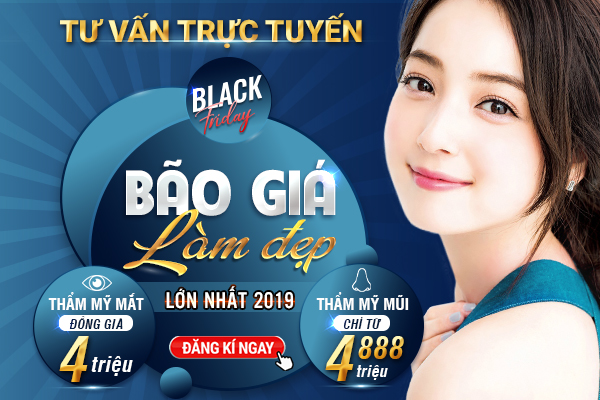 TƯ VẤN TRỰC TUYẾN
BLACK
Friday
BÃO GIÁ
Làm đẹp
LỚN NHẤT 2019
THẨM MỸ MẮT
ĐỒNG GIÁ
4 triệu
THẨM MỸ MŨI
CHỈ TỪ
4 888
triệu
ĐĂNG KÍ NGAY